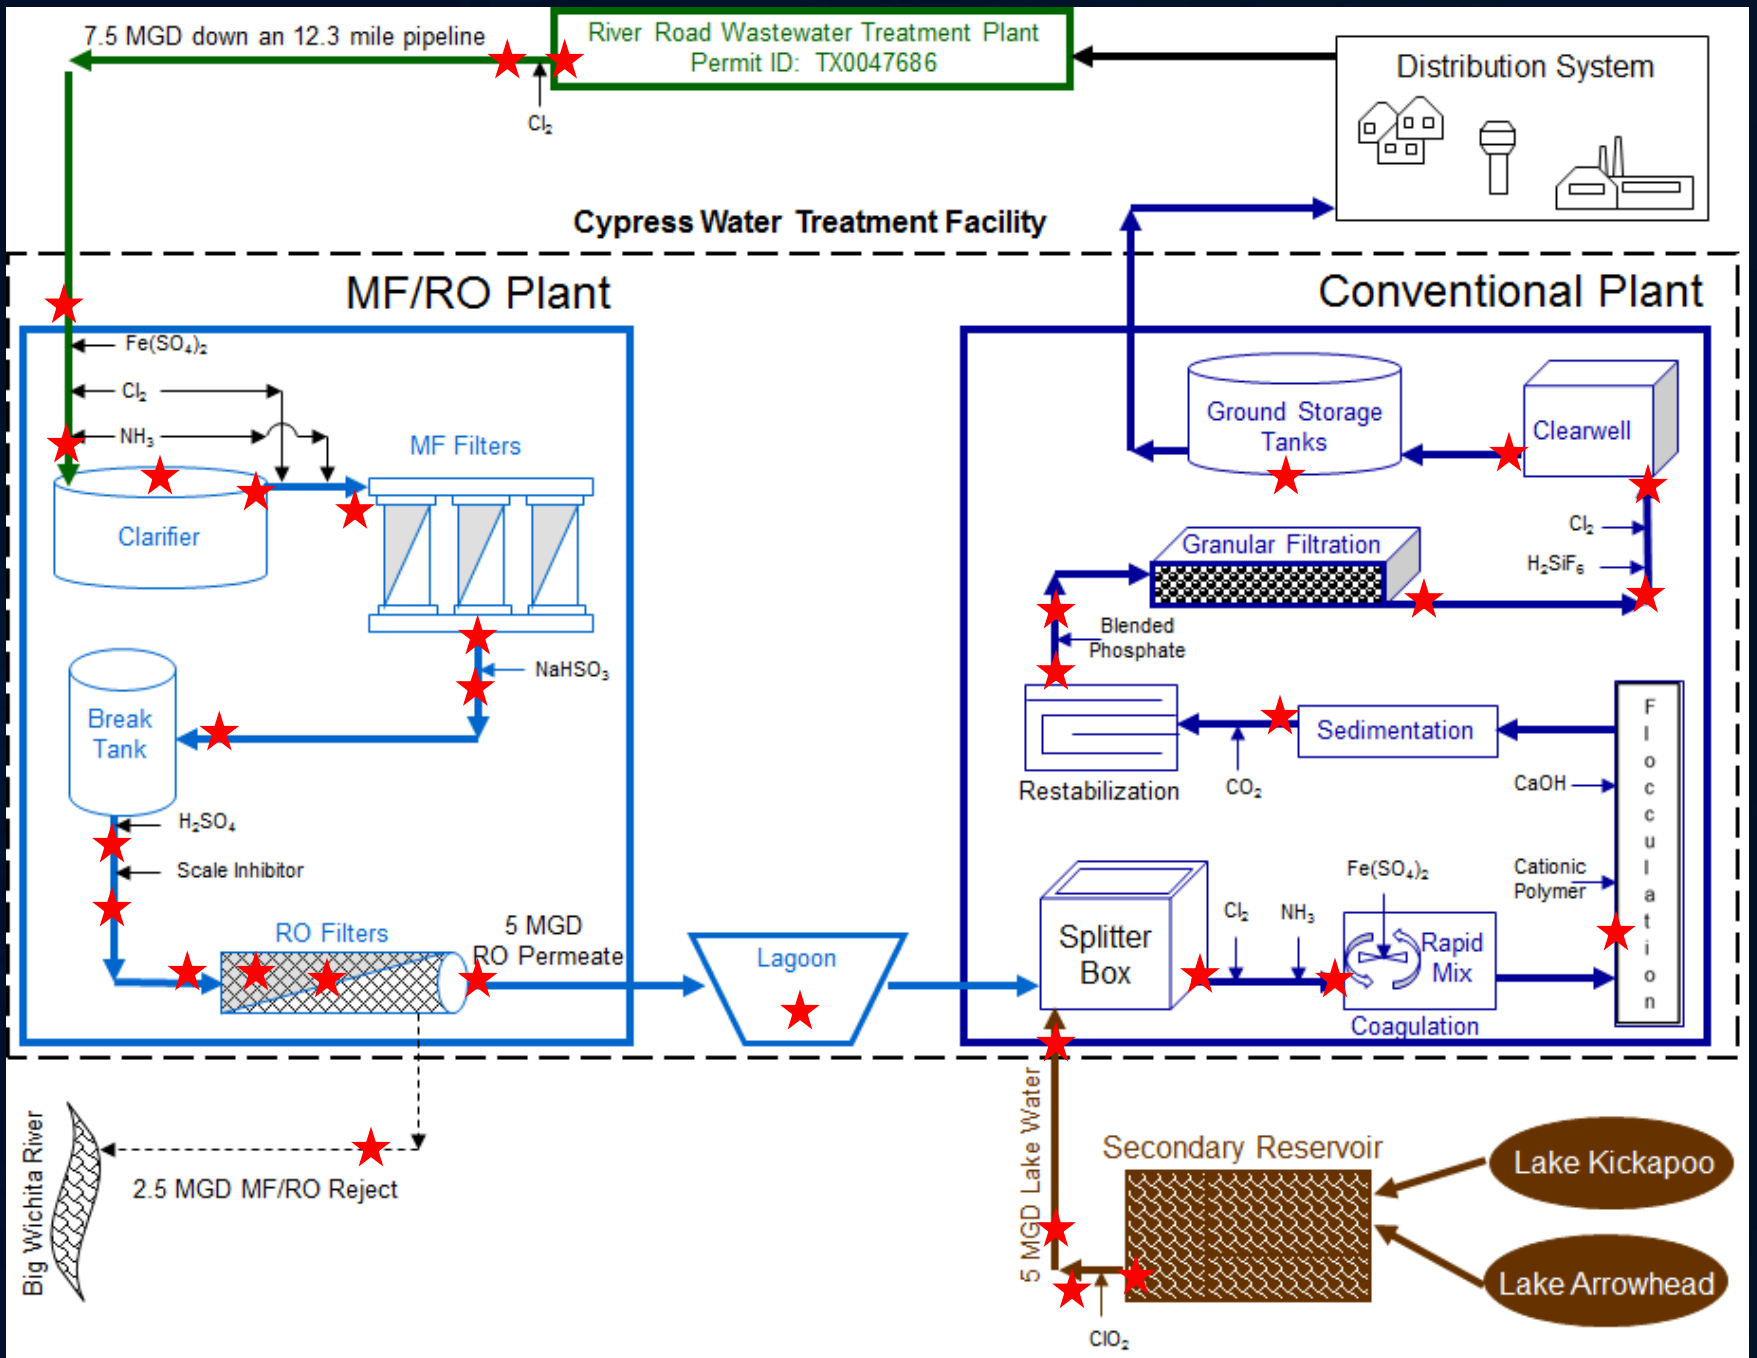 7.5 MGD down an 12.3 mile pipeline
River Road Wastewater Treatment Plant
Permit ID: TX0047686
Cl₂
Distribution System
Cypress Water Treatment Facility
MF/RO Plant
Fe(SO₄)₂
Cl₂
NH₃
MF Filters
Clarifier
NaHSO₃
Break
Tank
H₂SO₄
Scale Inhibitor
RO Filters
5 MGD
RO Permeate
Lagoon
2.5 MGD MF/RO Reject
Big Wichita River
Conventional Plant
Ground Storage
Tanks
Clearwell
Cl₂
H₂SiF₆
Granular Filtration
Blended
Phosphate
Restabilization
CO₂
Sedimentation
Flocculation
CaOH
Cationic
Polymer
Splitter
Box
Cl₂
NH₃
Fe(SO₄)₂
Rapid
Mix
Coagulation
5 MGD Lake Water
Secondary Reservoir
ClO₂
Lake Kickapoo
Lake Arrowhead